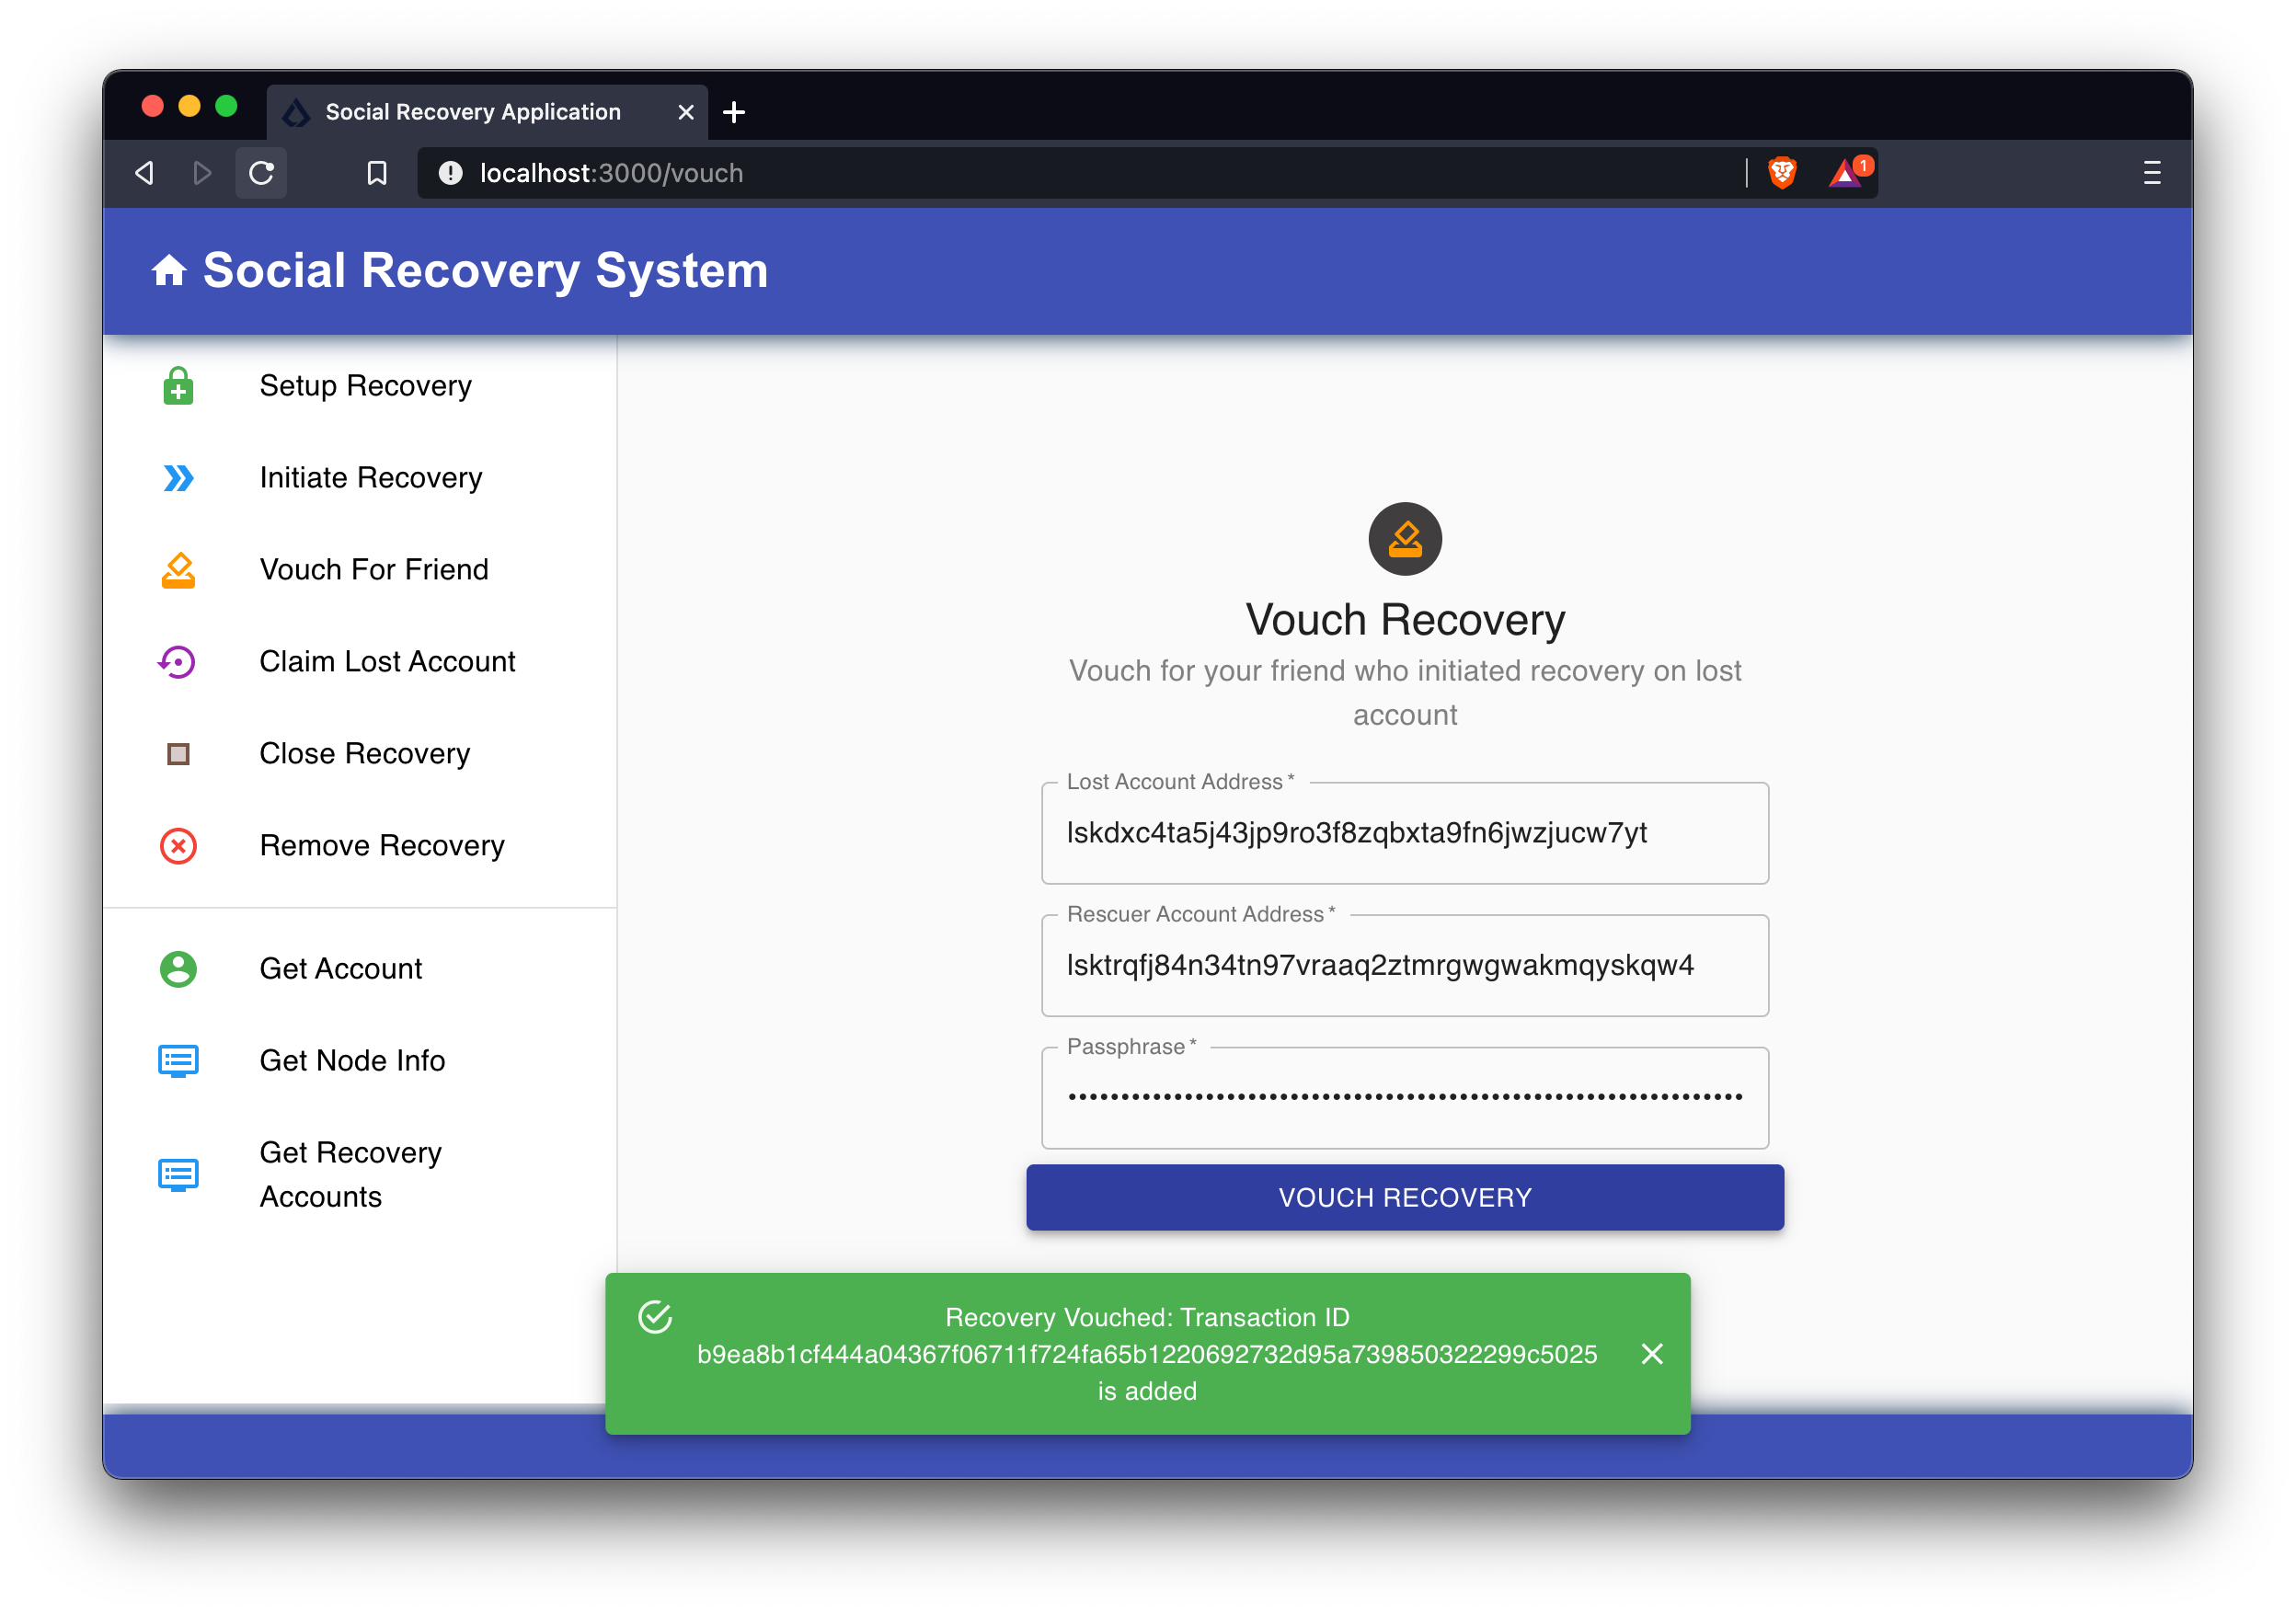 Social Recovery Application
localhost:3000/vouch
1
Social Recovery System
Setup Recovery
Initiate Recovery
Vouch For Friend
Claim Lost Account
Close Recovery
Remove Recovery
Get Account
Get Node Info
Get Recovery
Accounts
Vouch Recovery
Vouch for your friend who initiated recovery on lost
account
Lost Account Address *
lskdxc4ta5j43jp9ro3f8zqbxta9fn6jwzjucw7yt
Rescuer Account Address *
lsktrqfj84n34tn97vraaq2ztmrgwgwakmqyskqw4
Passphrase *
VOUCH RECOVERY
Recovery Vouched: Transaction ID
b9ea8b1cf444a04367f06711f724fa65b1220692732d95a739850322299c5025
is added